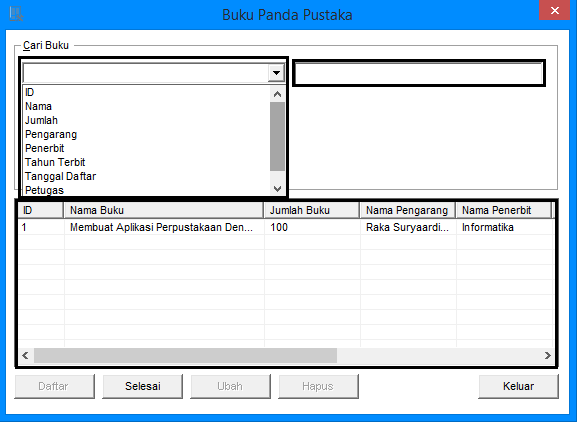 Buku Panda Pustaka
Cari Buku
ID
Nama
Jumlah
Pengarang
Penerbit
Tahun Terbit
Tanggal Daftar
Petugas
ID Nama Buku Jumlah Buku Nama Pengarang Nama Penerbit
1 Membuat Aplikasi Perpustakaan Den... 100 Raka Suryaardi... Informatika
Daftar Selesai Ubah Hapus Keluar